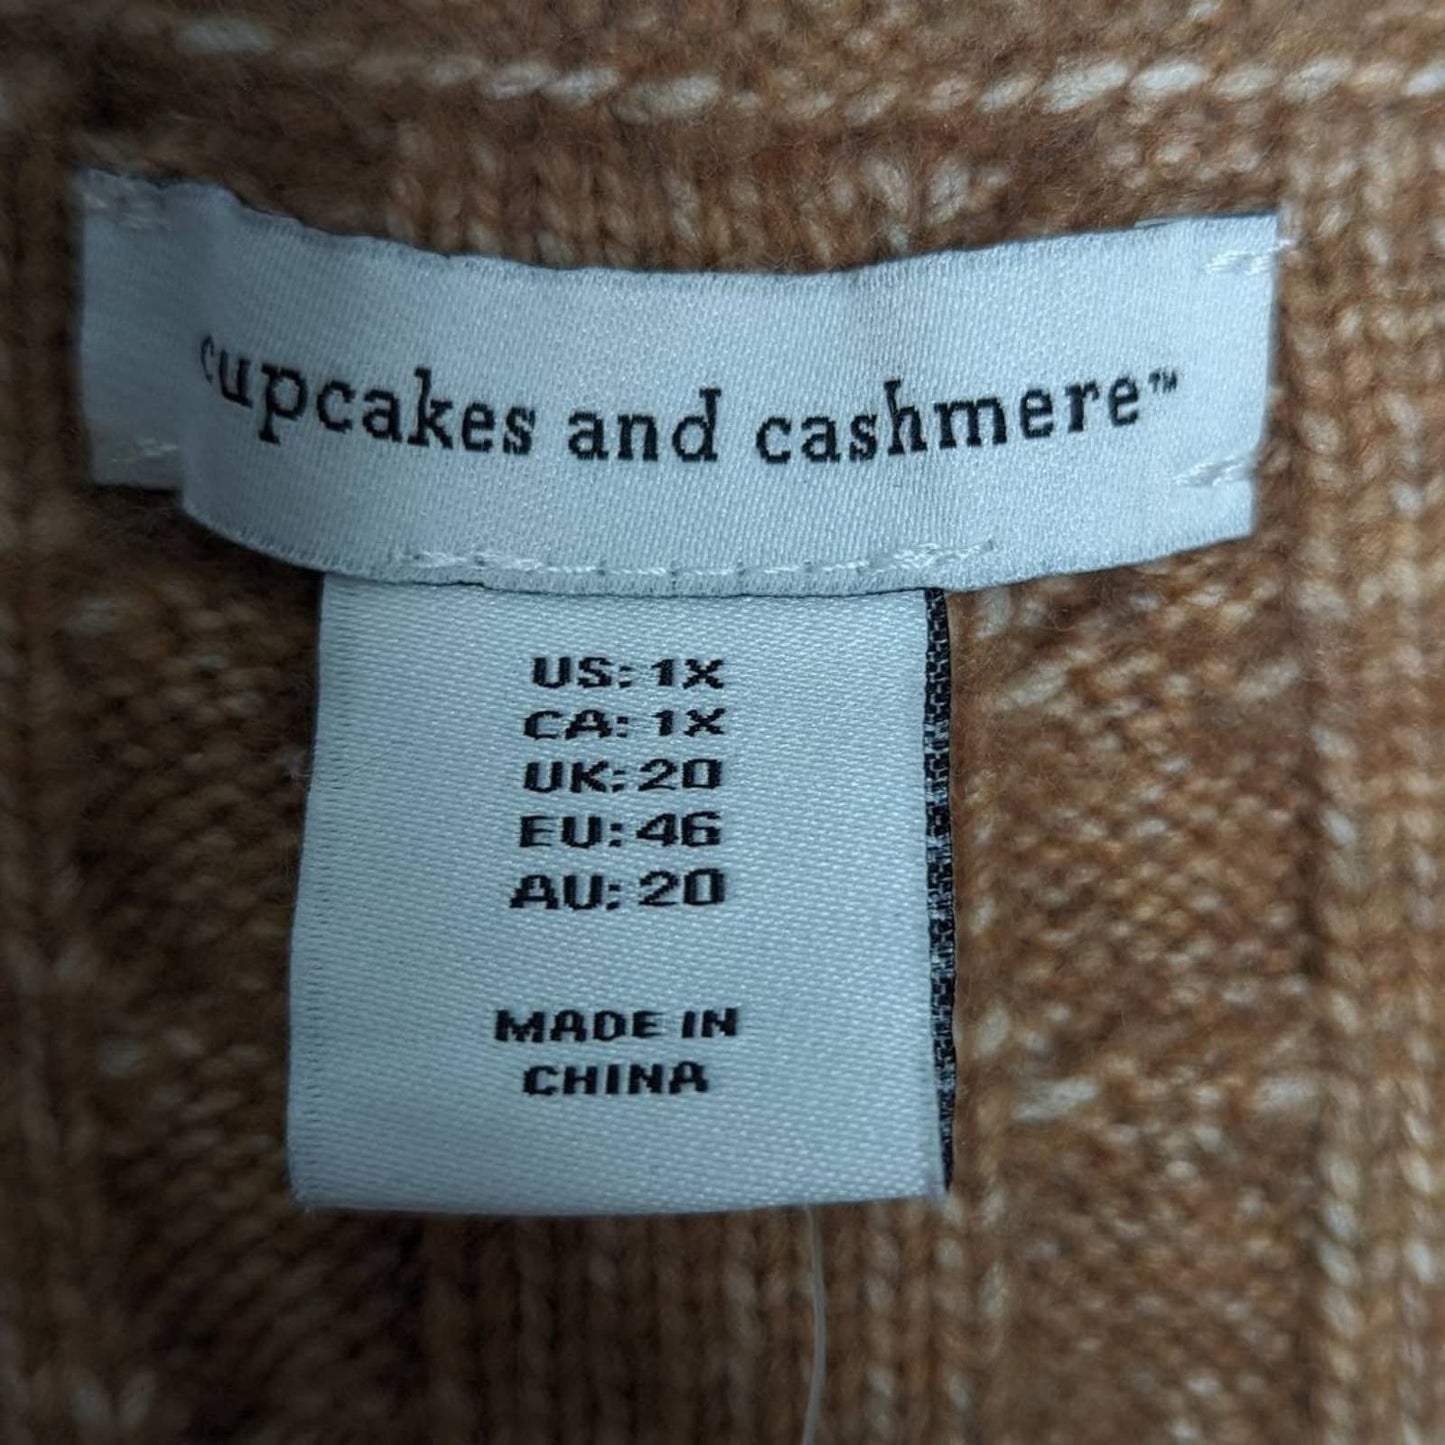 cupcakes and cashmere™
US: 1X
CA: 1X
UK: 20
EU: 46
AU: 20
MADE IN
CHINA